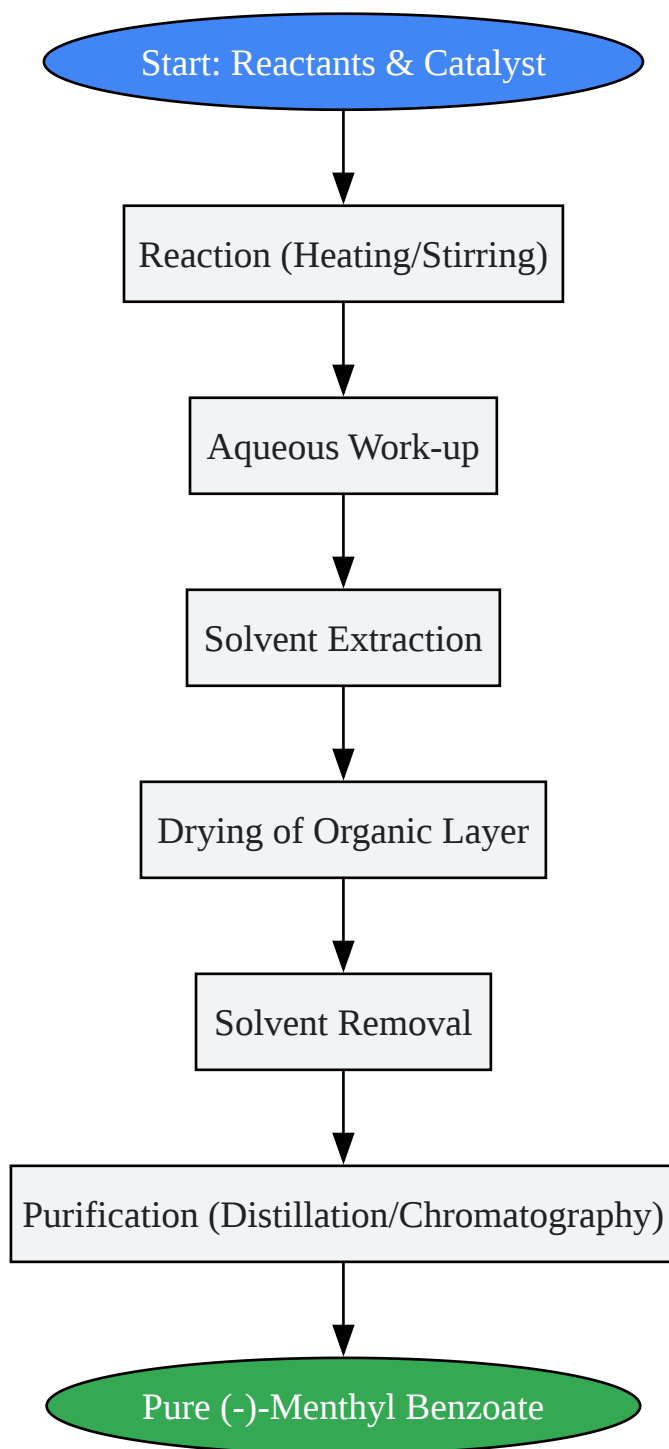 Start: Reactants & Catalyst
Reaction (Heating/Stirring)
Aqueous Work-up
Solvent Extraction
Drying of Organic Layer
Solvent Removal
Purification (Distillation/Chromatography)
Pure (-)-Menthyl Benzoate